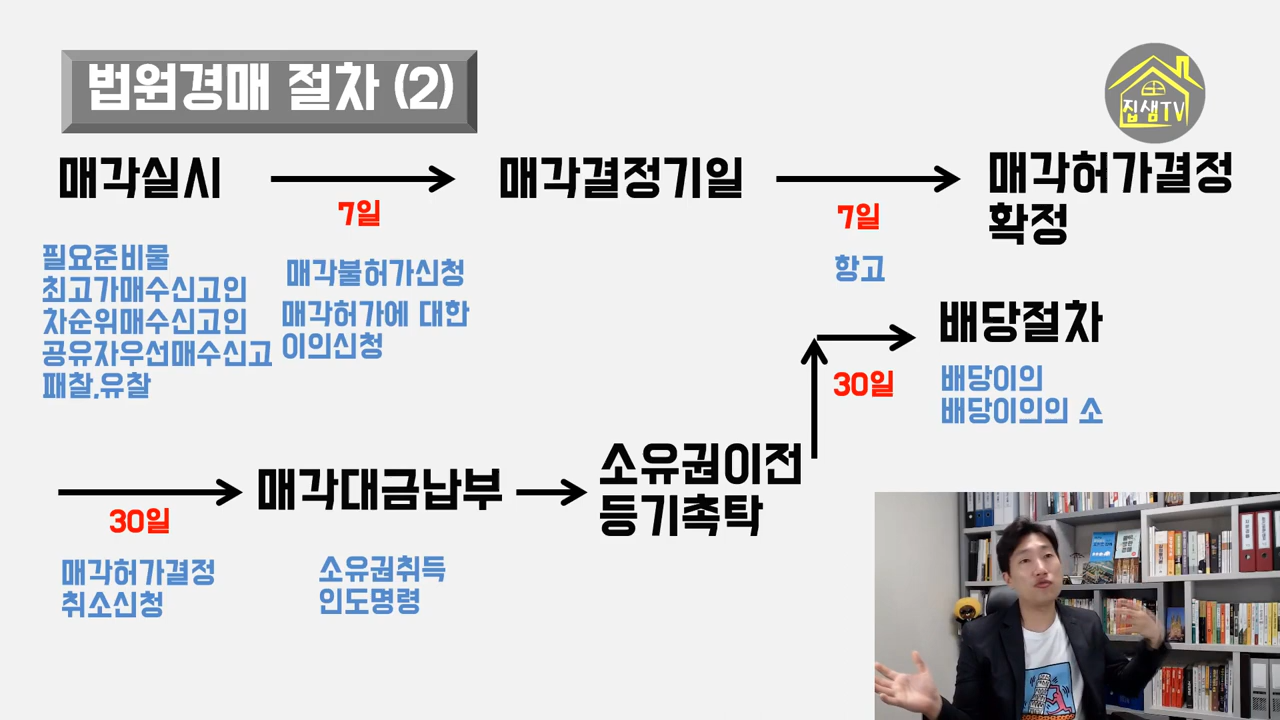 법원경매 절차 (2)
집샘TV
매각실시
7일
매각결정기일
7일
매각허가결정
확정
필요준비물
최고가매수신고인
차순위매수신고인
공유자우선매수신고
패찰,유찰
매각불허가신청
매각허가에 대한
이의신청
항고
배당절차
30일
배당이의
배당이의의 소
30일
매각대금납부
소유권이전
등기촉탁
매각허가결정
취소신청
소유권취득
인도명령